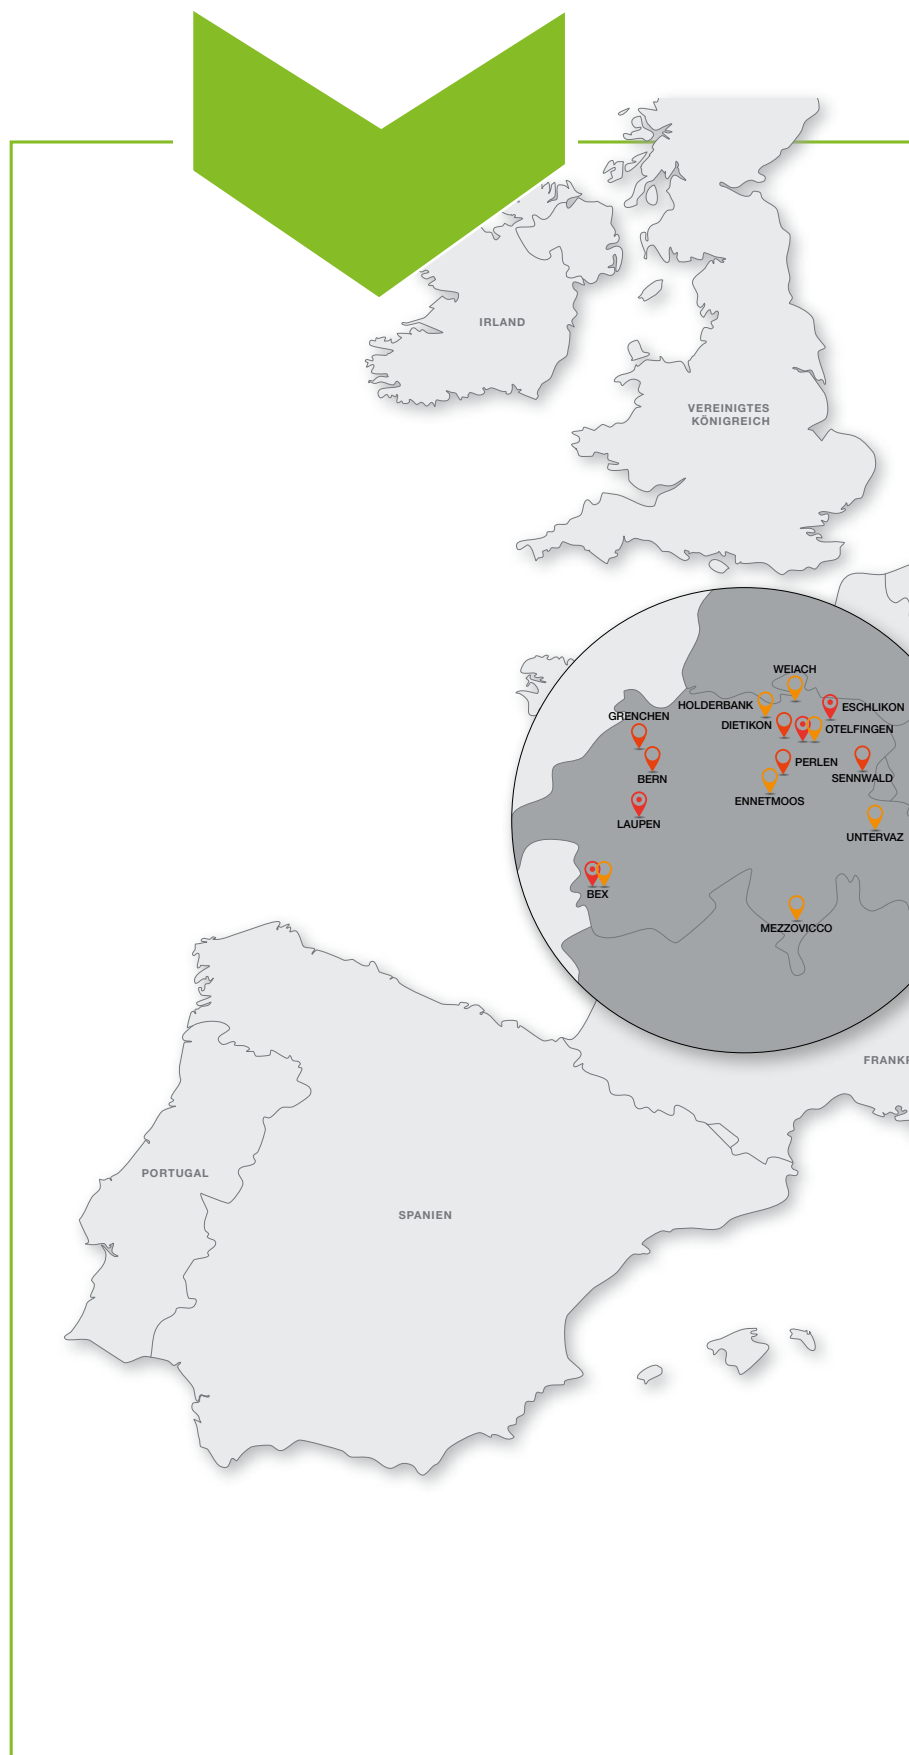 IRLAND
VEREINIGTES
KÖNIGREICH
WEIACH
HOLDERBANK
ESCHLIKON
GRENCHEN
DIETIKON
OTELFINGEN
PERLEN
BERN
SENNWALD
ENNETMOOS
LAUPEN
UNTERVAZ
BEX
MEZZOVICCO
FRANKR
PORTUGAL
SPANIEN